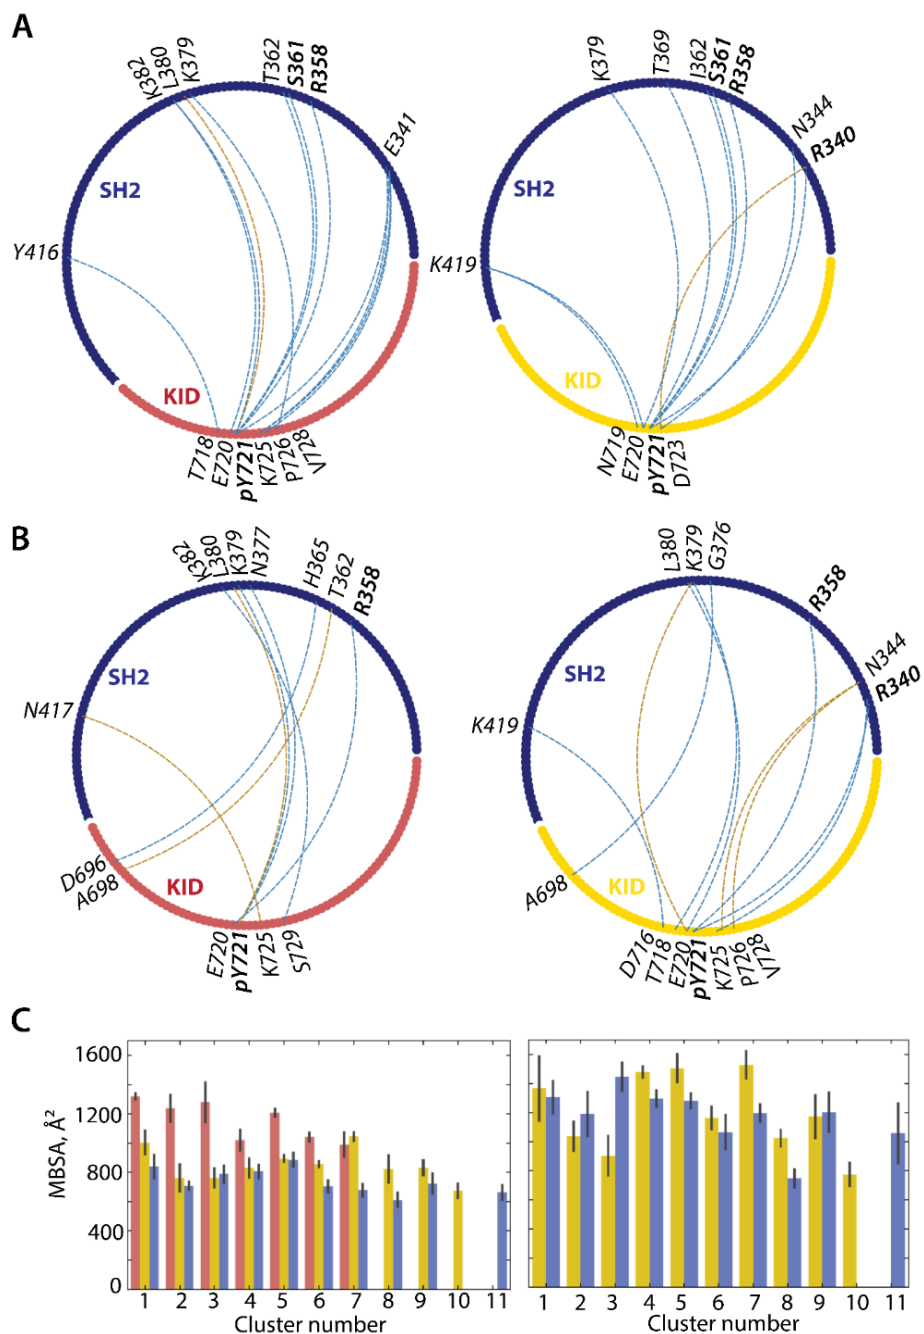 A
K382
L380
K379
T362
S361
R358
E341
SH2
Y416
KID
T718
E720
pY721
K725
P726
V728
K379
T369
I362
S361
R358
N344
R340
SH2
K419
KID
N719
E720
pY721
D723
B
K382
L380
K379
N377
H365
T362
R358
SH2
N417
D696
A698
KID
E720
pY721
K725
S729
L380
K379
G376
R358
N344
R340
SH2
K419
A698
KID
D716
T718
E720
pY721
K725
P726
V728
C
MBSA, Å²
1600
1200
800
400
0
1 2 3 4 5 6 7 8 9 10 11
Cluster number
1 2 3 4 5 6 7 8 9 10 11
Cluster number